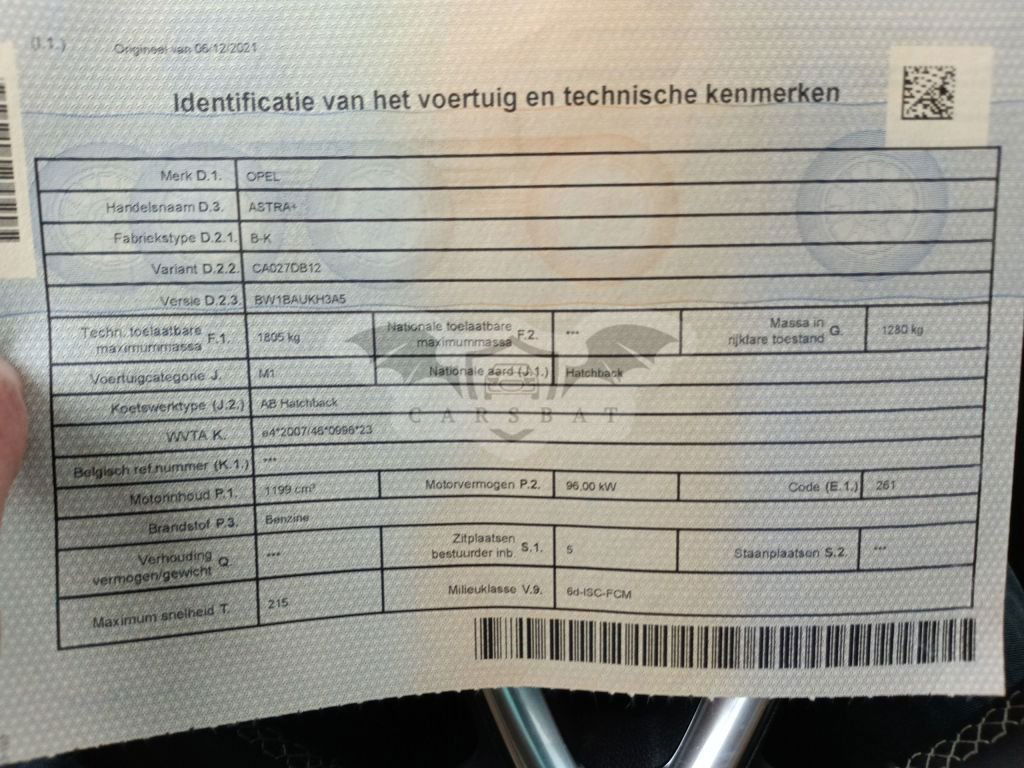 (I.1.) Origineel van 06/12/2021
Identificatie van het voertuig en technische kenmerken
Merk D.1. OPEL
Handelsnaam D.3. ASTRA+
Fabriekstype D.2.1. B-K
Variant D.2.2. CA027DB12
Versie D.2.3. BW1BAUKH3A5
Techn. toelaatbare maximummassa F.1. 1805 kg Nationale toelaatbare maximummassa F.2. --- Massa in rijklare toestand G. 1280 kg
Voertuigcategorie J. M1 Nationale aard (J.1.) Hatchback
Koetswerktype (J.2.) AB Hatchback
CARSBAT
WVTA K. e4*2007/46*0996*23
Belgisch ref.nummer (K.1.) ---
Motorinhoud P.1. 1199 cm³ Motorvermogen P.2. 96.00 kW Code (E.1.) 261
Brandstof P.3. Benzine
Verhouding vermogen/gewicht Q. --- Zitplaatsen bestuurder inb. S.1. 5 Staanplaatsen S.2. ---
Maximum snelheid T. 215 Milieuklasse V.9. 6d-ISC-FCM